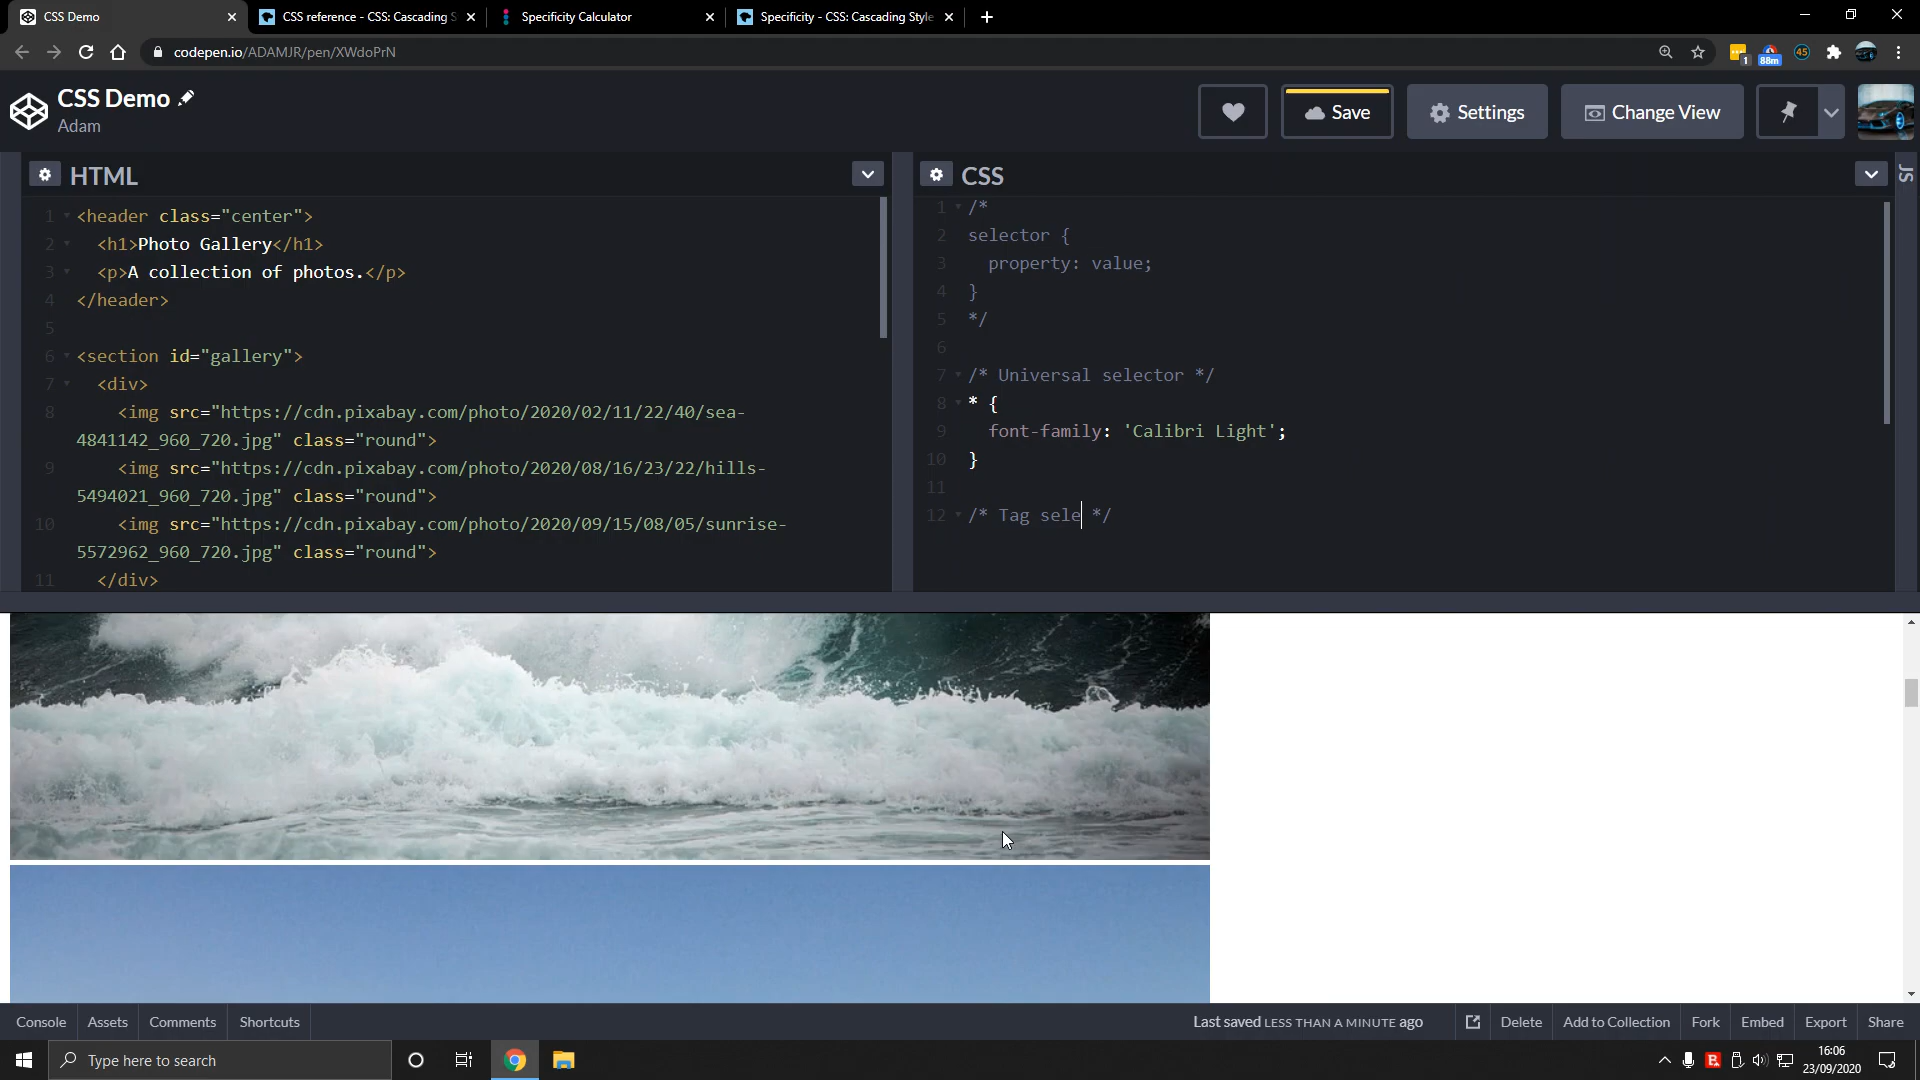 CSS Demo
CSS reference - CSS: Cascading S
Specificity Calculator
Specificity - CSS: Cascading Style
codepen.io/ADAMJR/pen/XWdoPrN
1
88m
45
CSS Demo
Adam
Save
Settings
Change View
HTML
1 <header class="center">
2 <h1>Photo Gallery</h1>
3 <p>A collection of photos.</p>
4 </header>
5
6 <section id="gallery">
7 <div>
8 <img src="https://cdn.pixabay.com/photo/2020/02/11/22/40/sea-
4841142_960_720.jpg" class="round">
9 <img src="https://cdn.pixabay.com/photo/2020/08/16/23/22/hills-
5494021_960_720.jpg" class="round">
10 <img src="https://cdn.pixabay.com/photo/2020/09/15/08/05/sunrise-
5572962_960_720.jpg" class="round">
11 </div>
CSS
1 /*
2 selector {
3 property: value;
4 }
5 */
6
7 /* Universal selector */
8 * {
9 font-family: 'Calibri Light';
10 }
11
12 /* Tag sele */
JS
Console
Assets
Comments
Shortcuts
Last saved LESS THAN A MINUTE ago
Delete
Add to Collection
Fork
Embed
Export
Share
Type here to search
16:06
23/09/2020